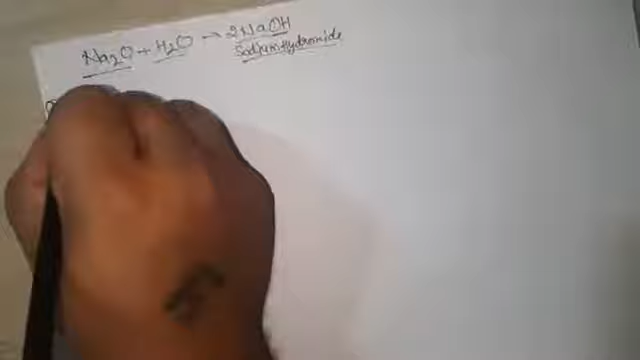 Na₂O + H₂O → 2NaOH
Sodium Hydroxide